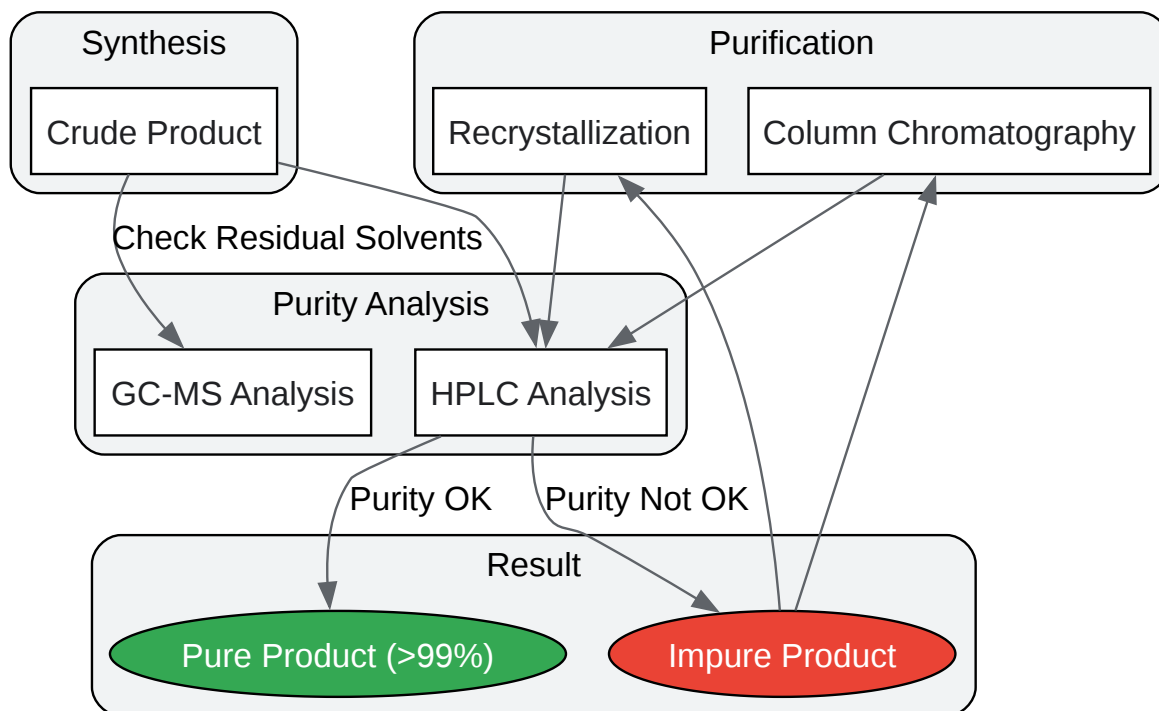 Synthesis
Purification
Crude Product
Recrystallization
Column Chromatography
Check Residual Solvents
Purity Analysis
GC-MS Analysis
HPLC Analysis
Purity OK
Purity Not OK
Result
Pure Product (>99%)
Impure Product